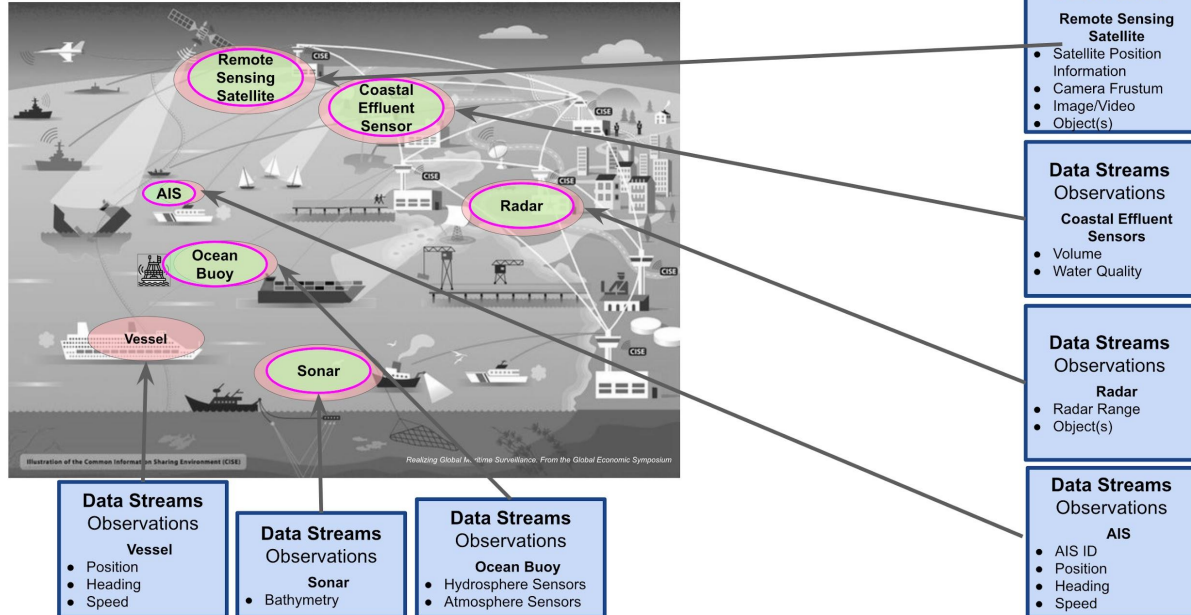 Remote
Sensing
Satellite
Coastal
Effluent
Sensor
AIS
Radar
Ocean
Buoy
Vessel
Sonar
CISE
CISE
CISE
CISE
CISE
CISE
Illustration of the Common Information Sharing Environment (CISE)
Realizing Global Maritime Surveillance. From the Global Economic Symposium
Remote Sensing
Satellite
● Satellite Position
Information
● Camera Frustum
● Image/Video
● Object(s)
Data Streams
Observations
Coastal Effluent
Sensors
● Volume
● Water Quality
Data Streams
Observations
Radar
● Radar Range
● Object(s)
Data Streams
Observations
AIS
● AIS ID
● Position
● Heading
● Speed
Data Streams
Observations
Vessel
● Position
● Heading
● Speed
Data Streams
Observations
Sonar
● Bathymetry
Data Streams
Observations
Ocean Buoy
● Hydrosphere Sensors
● Atmosphere Sensors